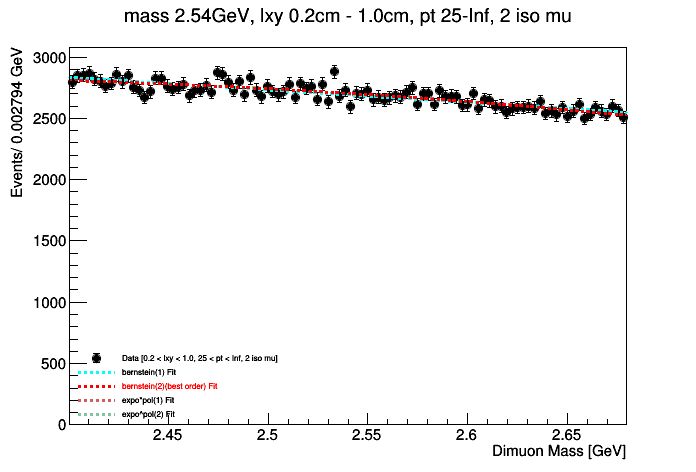 mass 2.54GeV, lxy 0.2cm - 1.0cm, pt 25-Inf, 2 iso mu
Events/ 0.002794 GeV
3000
2500
2000
1500
1000
500
0
Data [0.2 < lxy < 1.0, 25 < pt < Inf, 2 iso mu]
bernstein(1) Fit
bernstein(2)(best order) Fit
expo*pol(1) Fit
expo^pol(2) Fit
2.45 2.5 2.55 2.6 2.65
Dimuon Mass [GeV]